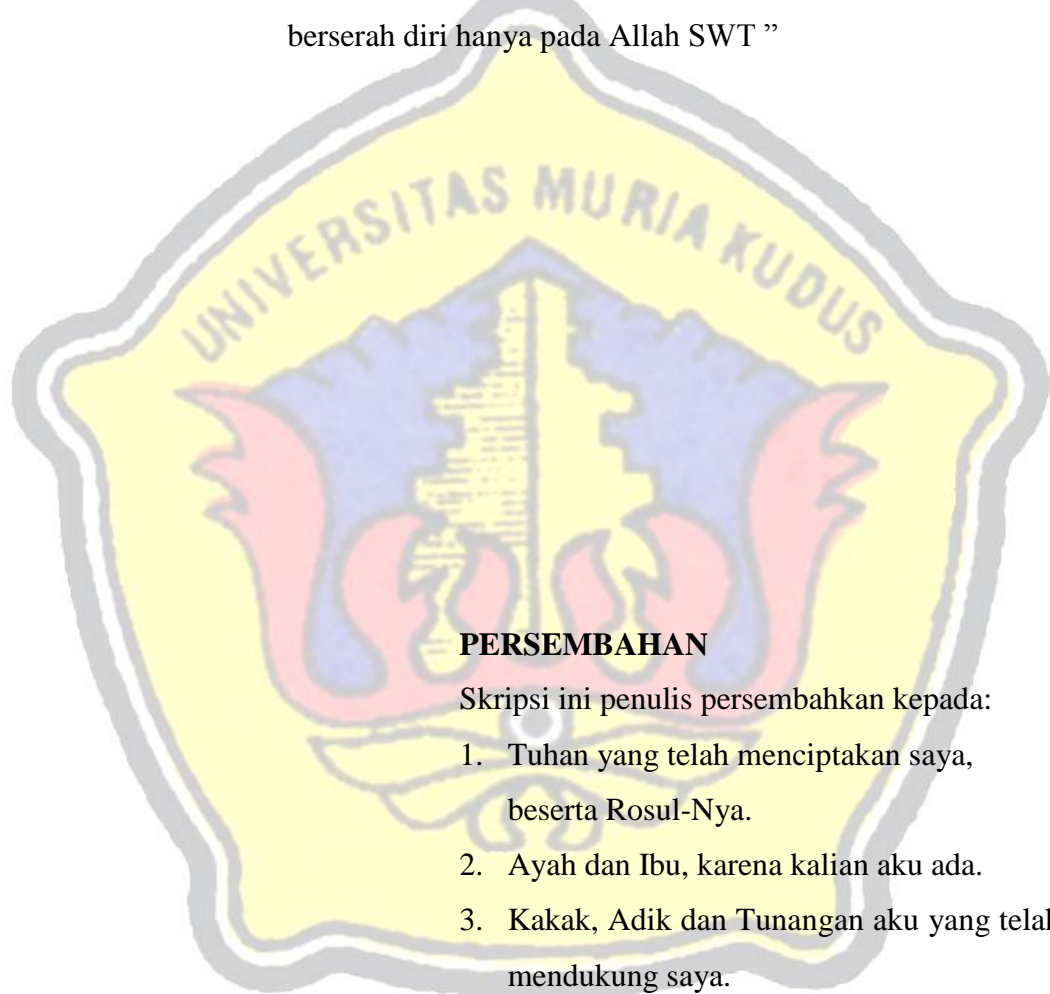 berserah diri hanya pada Allah SWT ”
UNIVERSITAS MURIA KUDUS
PERSEMBAHAN
Skripsi ini penulis persembahkan kepada:
1. Tuhan yang telah menciptakan saya,
beserta Rosul-Nya.
2. Ayah dan Ibu, karena kalian aku ada.
3. Kakak, Adik dan Tunangan aku yang telah
mendukung saya.